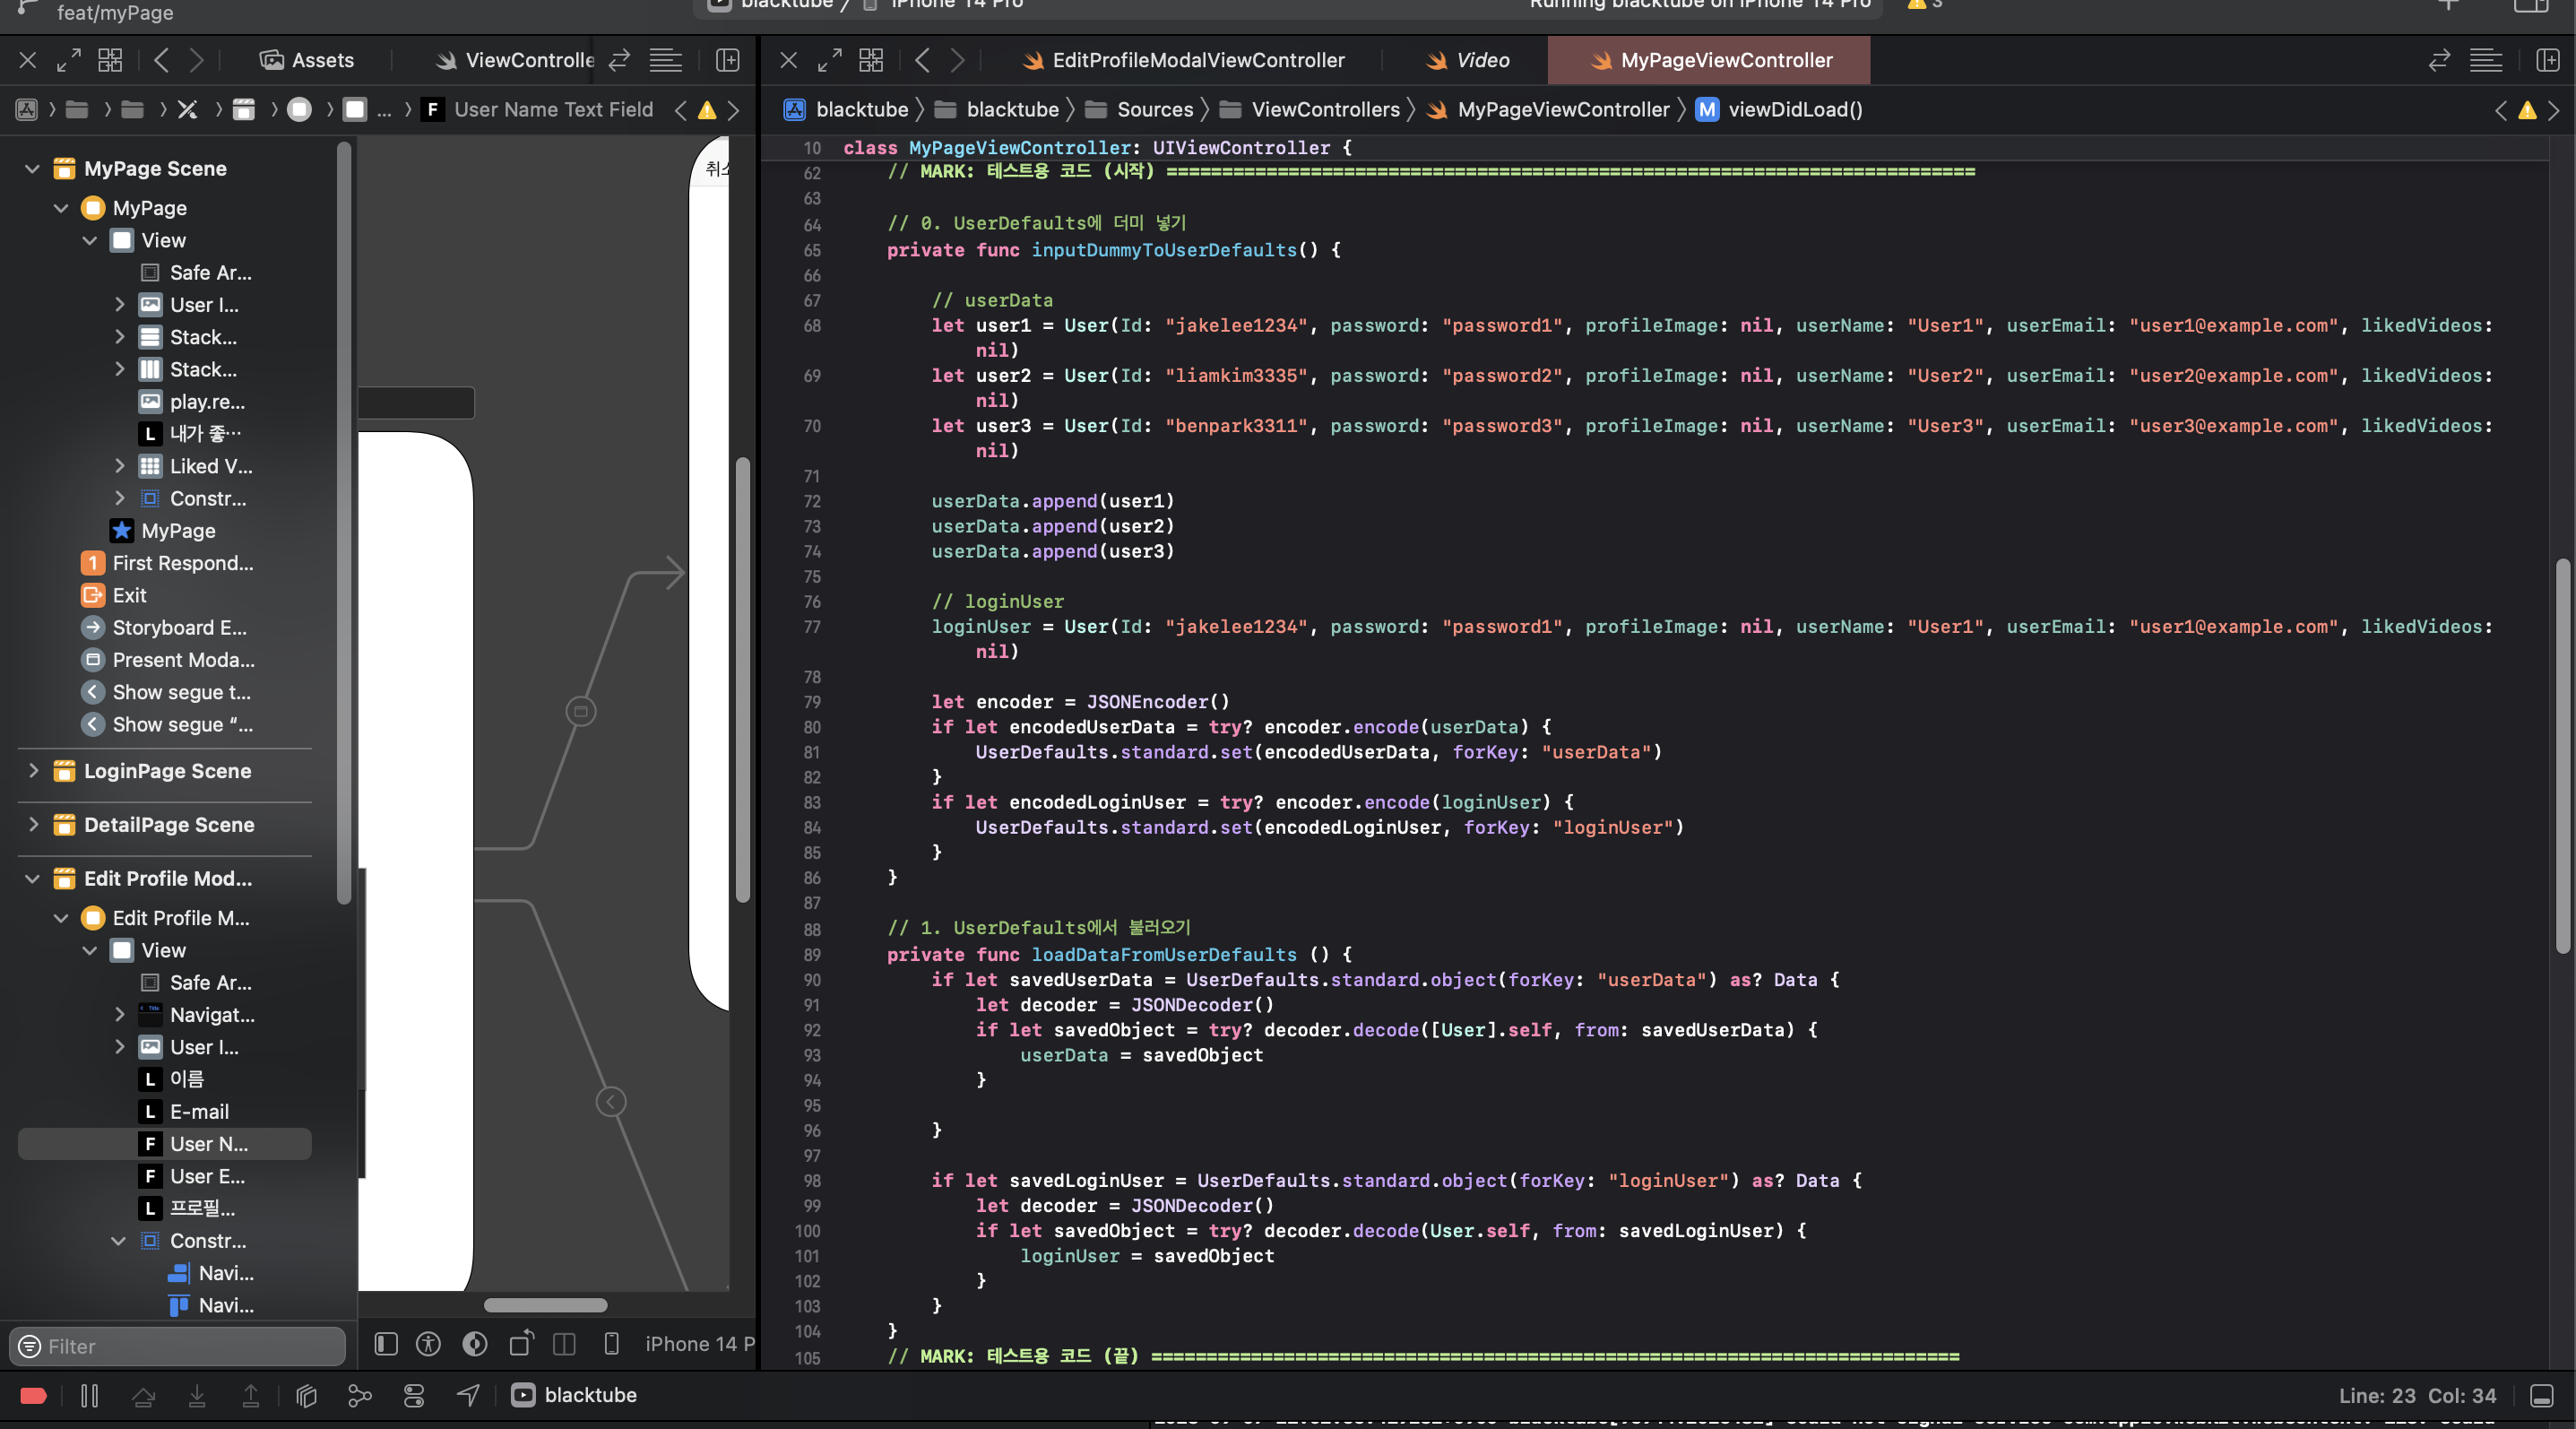 feat/myPage
blacktube / iPhone 14 Pro
Running blacktube on iPhone 14 Pro
3
Assets
ViewControlle
EditProfileModalViewController
Video
MyPageViewController
... F User Name Text Field
blacktube blacktube Sources ViewControllers MyPageViewController M viewDidLoad()
MyPage Scene
MyPage
View
Safe Ar...
User I...
Stack...
Stack...
play.re...
L 내가 좋...
Liked V...
Constr...
MyPage
1 First Respond...
Exit
Storyboard E...
Present Moda...
Show segue t...
Show segue “...
LoginPage Scene
DetailPage Scene
Edit Profile Mod...
Edit Profile M...
View
Safe Ar...
Navigat...
User I...
L 이름
L E-mail
F User N...
F User E...
L 프로필...
Constr...
Navi...
Navi...
Filter
취소
iPhone 14 P
10 class MyPageViewController: UIViewController {
62 // MARK: 테스트용 코드 (시작) =========================================================================
63
64 // 0. UserDefaults에 더미 넣기
65 private func inputDummyToUserDefaults() {
66
67 // userData
68 let user1 = User(Id: "jakelee1234", password: "password1", profileImage: nil, userName: "User1", userEmail: "user1@example.com", likedVideos:
nil)
69 let user2 = User(Id: "liamkim3335", password: "password2", profileImage: nil, userName: "User2", userEmail: "user2@example.com", likedVideos:
nil)
70 let user3 = User(Id: "benpark3311", password: "password3", profileImage: nil, userName: "User3", userEmail: "user3@example.com", likedVideos:
nil)
71
72 userData.append(user1)
73 userData.append(user2)
74 userData.append(user3)
75
76 // loginUser
77 loginUser = User(Id: "jakelee1234", password: "password1", profileImage: nil, userName: "User1", userEmail: "user1@example.com", likedVideos:
nil)
78
79 let encoder = JSONEncoder()
80 if let encodedUserData = try? encoder.encode(userData) {
81 UserDefaults.standard.set(encodedUserData, forKey: "userData")
82 }
83 if let encodedLoginUser = try? encoder.encode(loginUser) {
84 UserDefaults.standard.set(encodedLoginUser, forKey: "loginUser")
85 }
86 }
87
88 // 1. UserDefaults에서 불러오기
89 private func loadDataFromUserDefaults () {
90 if let savedUserData = UserDefaults.standard.object(forKey: "userData") as? Data {
91 let decoder = JSONDecoder()
92 if let savedObject = try? decoder.decode([User].self, from: savedUserData) {
93 userData = savedObject
94 }
95
96 }
97
98 if let savedLoginUser = UserDefaults.standard.object(forKey: "loginUser") as? Data {
99 let decoder = JSONDecoder()
100 if let savedObject = try? decoder.decode(User.self, from: savedLoginUser) {
101 loginUser = savedObject
102 }
103 }
104 }
105 // MARK: 테스트용 코드 (끝) =========================================================================
blacktube
Line: 23 Col: 34